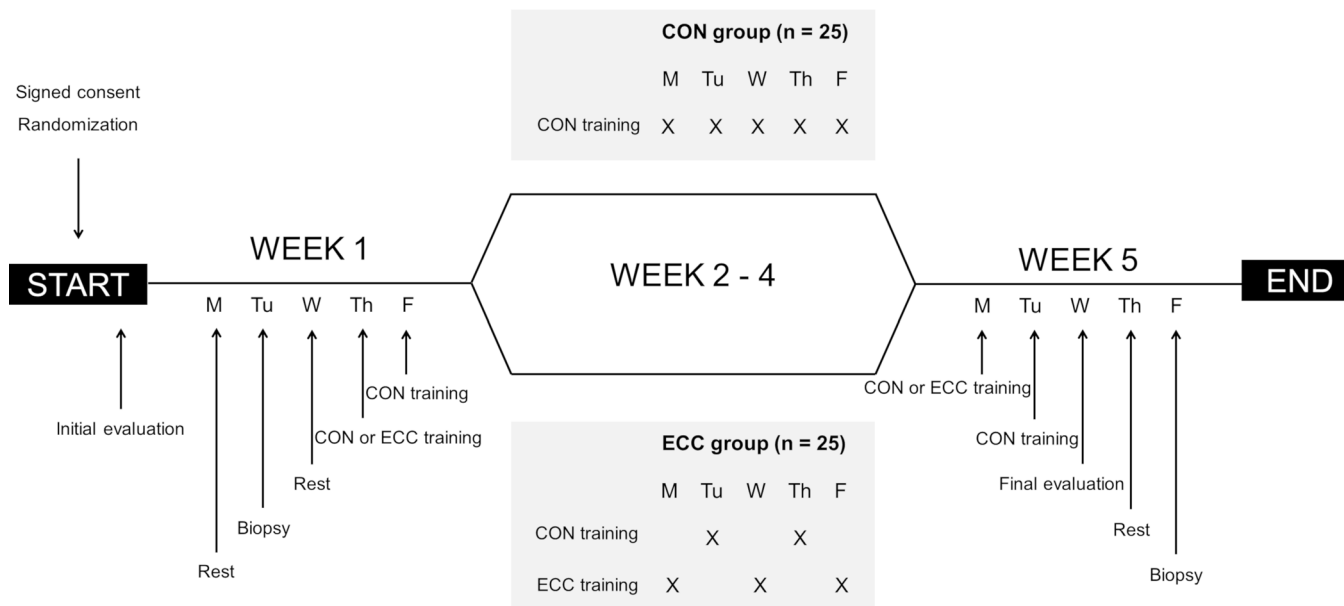 CON group (n = 25)
M Tu W Th F
CON training X X X X X
Signed consent
Randomization
START
WEEK 1
M Tu W Th F
Initial evaluation
CON training
CON or ECC training
Rest
Biopsy
Rest
WEEK 2 - 4
ECC group (n = 25)
M Tu W Th F
CON training X X
ECC training X X X
WEEK 5
M Tu W Th F
CON or ECC training
CON training
Final evaluation
Rest
Biopsy
END